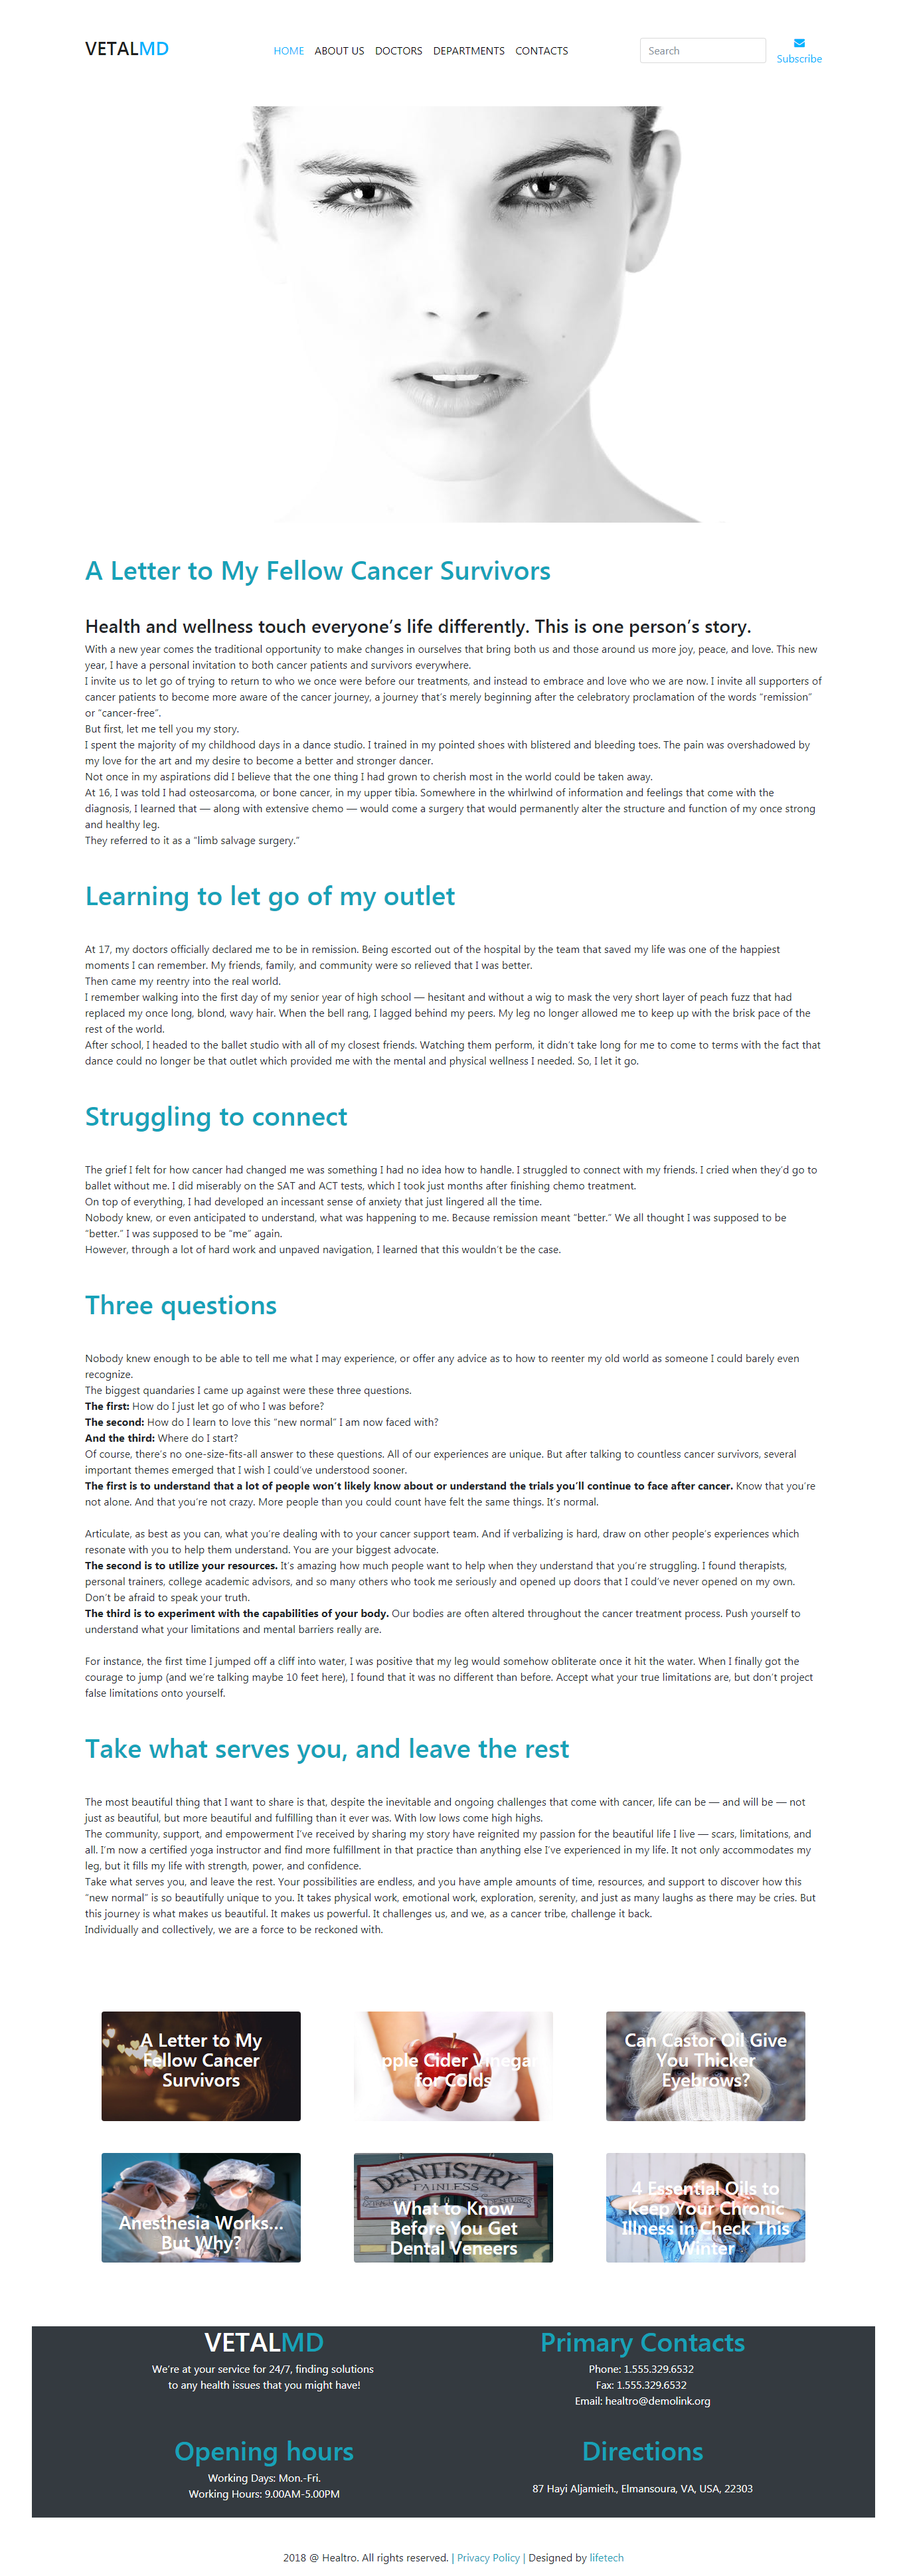 VETALMD
HOME ABOUT US DOCTORS DEPARTMENTS CONTACTS
Search
Subscribe
A Letter to My Fellow Cancer Survivors
Health and wellness touch everyone’s life differently. This is one person’s story.
With a new year comes the traditional opportunity to make changes in ourselves that bring both us and those around us more joy, peace, and love. This new
year, I have a personal invitation to both cancer patients and survivors everywhere.
I invite us to let go of trying to return to who we once were before our treatments, and instead to embrace and love who we are now. I invite all supporters of
cancer patients to become more aware of the cancer journey, a journey that’s merely beginning after the celebratory proclamation of the words “remission”
or “cancer-free”.
But first, let me tell you my story.
I spent the majority of my childhood days in a dance studio. I trained in my pointed shoes with blistered and bleeding toes. The pain was overshadowed by
my love for the art and my desire to become a better and stronger dancer.
Not once in my aspirations did I believe that the one thing I had grown to cherish most in the world could be taken away.
At 16, I was told I had osteosarcoma, or bone cancer, in my upper tibia. Somewhere in the whirlwind of information and feelings that come with the
diagnosis, I learned that — along with extensive chemo — would come a surgery that would permanently alter the structure and function of my once strong
and healthy leg.
They referred to it as a “limb salvage surgery.”
Learning to let go of my outlet
At 17, my doctors officially declared me to be in remission. Being escorted out of the hospital by the team that saved my life was one of the happiest
moments I can remember. My friends, family, and community were so relieved that I was better.
Then came my reentry into the real world.
I remember walking into the first day of my senior year of high school — hesitant and without a wig to mask the very short layer of peach fuzz that had
replaced my once long, blond, wavy hair. When the bell rang, I lagged behind my peers. My leg no longer allowed me to keep up with the brisk pace of the
rest of the world.
After school, I headed to the ballet studio with all of my closest friends. Watching them perform, it didn’t take long for me to come to terms with the fact that
dance could no longer be that outlet which provided me with the mental and physical wellness I needed. So, I let it go.
Struggling to connect
The grief I felt for how cancer had changed me was something I had no idea how to handle. I struggled to connect with my friends. I cried when they’d go to
ballet without me. I did miserably on the SAT and ACT tests, which I took just months after finishing chemo treatment.
On top of everything, I had developed an incessant sense of anxiety that just lingered all the time.
Nobody knew, or even anticipated to understand, what was happening to me. Because remission meant “better.” We all thought I was supposed to be
“better.” I was supposed to be “me” again.
However, through a lot of hard work and unpaved navigation, I learned that this wouldn’t be the case.
Three questions
Nobody knew enough to be able to tell me what I may experience, or offer any advice as to how to reenter my old world as someone I could barely even
recognize.
The biggest quandaries I came up against were these three questions.
The first: How do I just let go of who I was before?
The second: How do I learn to love this “new normal” I am now faced with?
And the third: Where do I start?
Of course, there’s no one-size-fits-all answer to these questions. All of our experiences are unique. But after talking to countless cancer survivors, several
important themes emerged that I wish I could’ve understood sooner.
The first is to understand that a lot of people won’t likely know about or understand the trials you’ll continue to face after cancer. Know that you’re
not alone. And that you’re not crazy. More people than you could count have felt the same things. It’s normal.
Articulate, as best as you can, what you’re dealing with to your cancer support team. And if verbalizing is hard, draw on other people’s experiences which
resonate with you to help them understand. You are your biggest advocate.
The second is to utilize your resources. It’s amazing how much people want to help when they understand that you’re struggling. I found therapists,
personal trainers, college academic advisors, and so many others who took me seriously and opened up doors that I could’ve never opened on my own.
Don’t be afraid to speak your truth.
The third is to experiment with the capabilities of your body. Our bodies are often altered throughout the cancer treatment process. Push yourself to
understand what your limitations and mental barriers really are.
For instance, the first time I jumped off a cliff into water, I was positive that my leg would somehow obliterate once it hit the water. When I finally got the
courage to jump (and we’re talking maybe 10 feet here), I found that it was no different than before. Accept what your true limitations are, but don’t project
false limitations onto yourself.
Take what serves you, and leave the rest
The most beautiful thing that I want to share is that, despite the inevitable and ongoing challenges that come with cancer, life can be — and will be — not
just as beautiful, but more beautiful and fulfilling than it ever was. With low lows come high highs.
The community, support, and empowerment I’ve received by sharing my story have reignited my passion for the beautiful life I live — scars, limitations, and
all. I’m now a certified yoga instructor and find more fulfillment in that practice than anything else I’ve experienced in my life. It not only accommodates my
leg, but it fills my life with strength, power, and confidence.
Take what serves you, and leave the rest. Your possibilities are endless, and you have ample amounts of time, resources, and support to discover how this
“new normal” is so beautifully unique to you. It takes physical work, emotional work, exploration, serenity, and just as many laughs as there may be cries. But
this journey is what makes us beautiful. It makes us powerful. It challenges us, and we, as a cancer tribe, challenge it back.
Individually and collectively, we are a force to be reckoned with.
A Letter to My
Fellow Cancer
Survivors
Apple Cider Vinegar
for Colds
Can Castor Oil Give
You Thicker
Eyebrows?
Anesthesia Works...
But Why?
DENTISTRY
PAINLESS
What to Know
Before You Get
Dental Veneers
4 Essential Oils to
Keep Your Chronic
Illness in Check This
Winter
VETALMD
We’re at your service for 24/7, finding solutions
to any health issues that you might have!
Primary Contacts
Phone: 1.555.329.6532
Fax: 1.555.329.6532
Email: healtro@demolink.org
Opening hours
Working Days: Mon.-Fri.
Working Hours: 9.00AM-5.00PM
Directions
87 Hayi Aljamieih., Elmansoura, VA, USA, 22303
2018 @ Healtro. All rights reserved. | Privacy Policy | Designed by lifetech